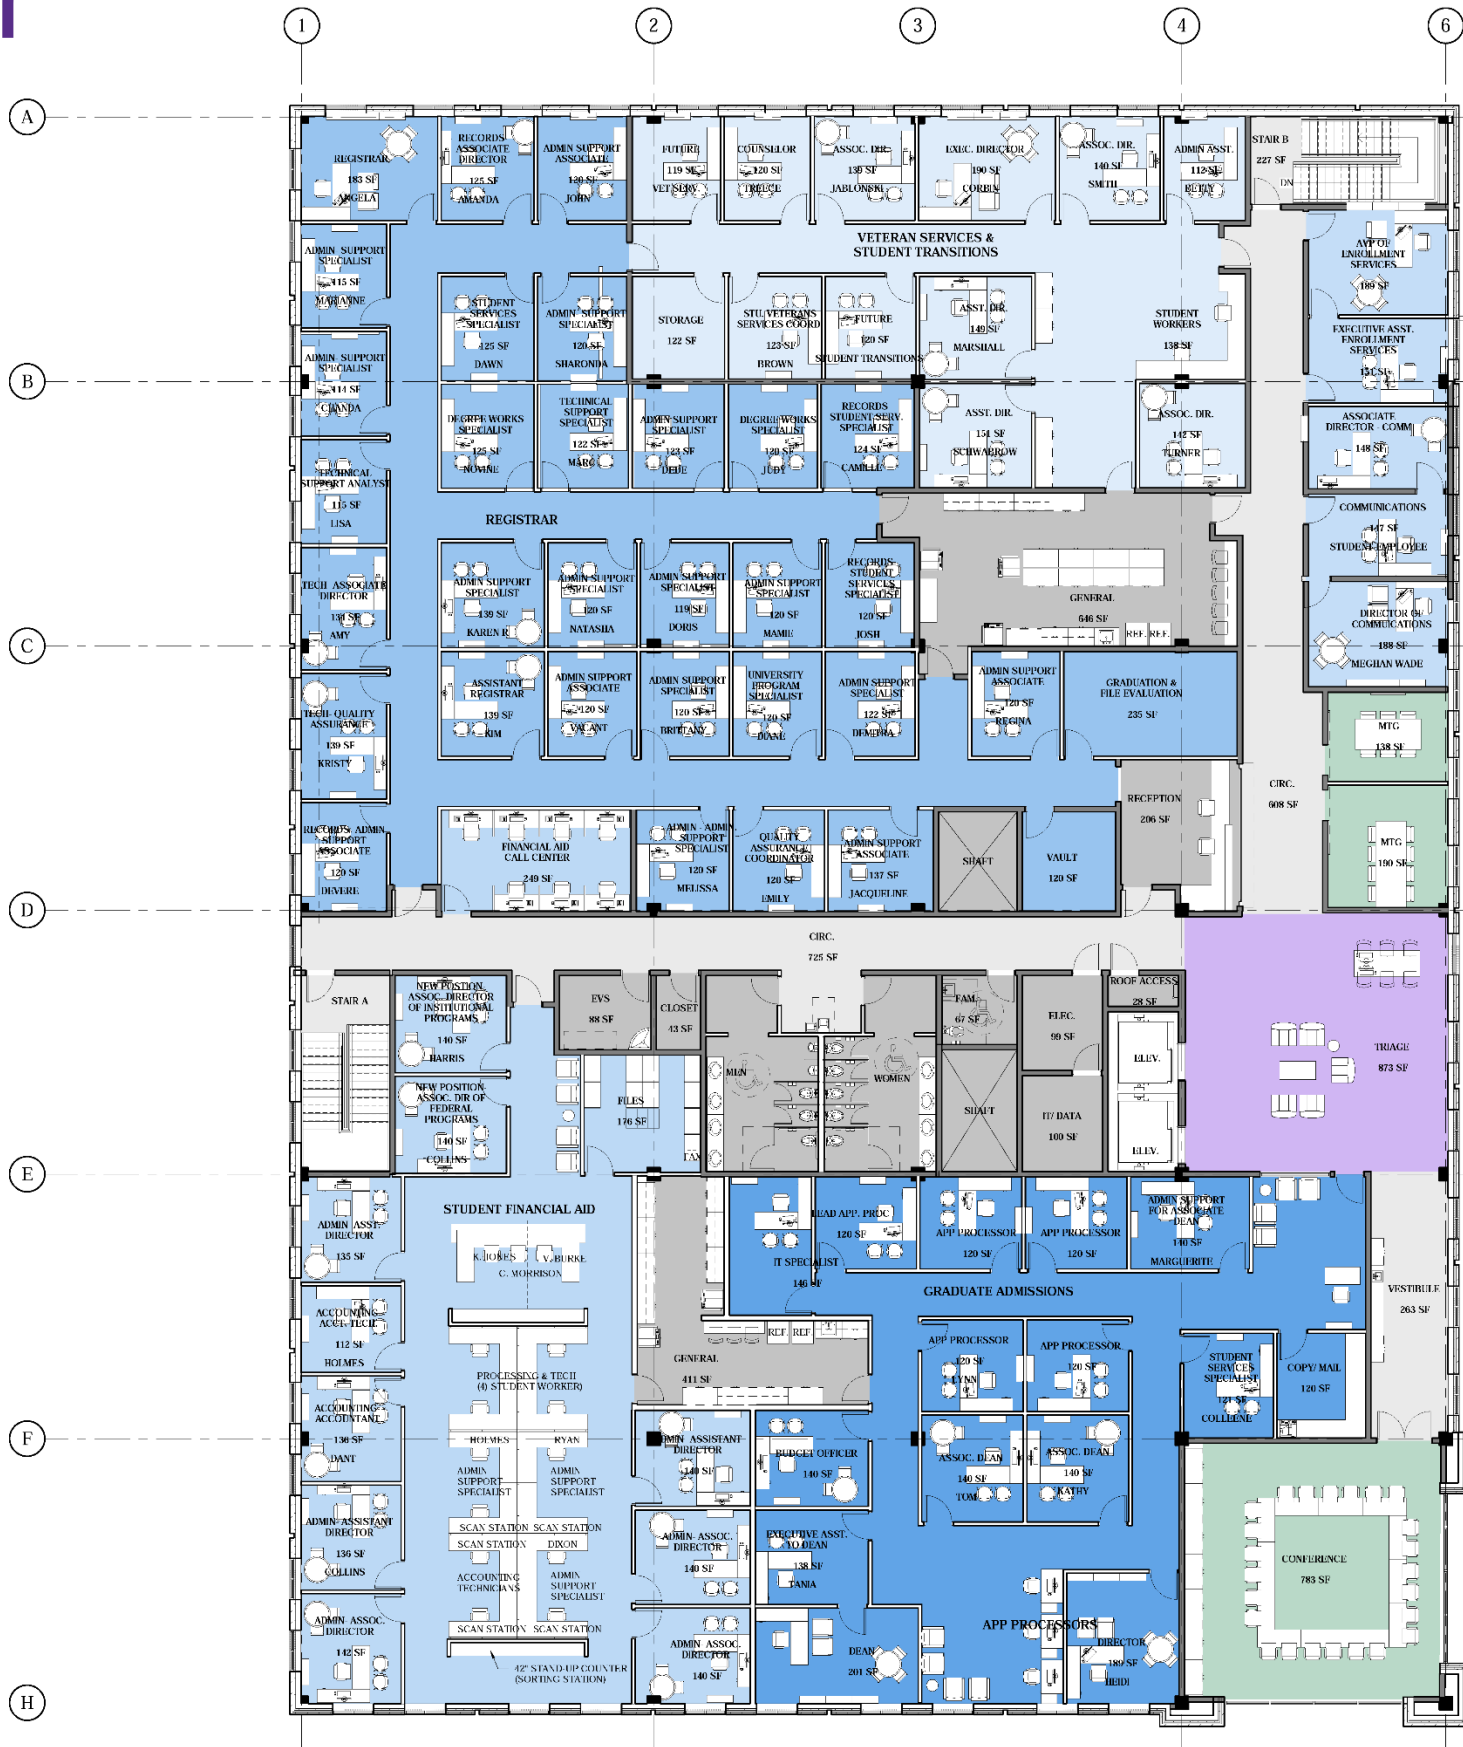 1
2
3
4
6
A
B
C
D
E
F
H
REGISTRAR
183 SF
ANGELA
RECORDS
ASSOCIATE
DIRECTOR
125 SF
AMANDA
ADMIN SUPPORT
ASSOCIATE
120 SF
JOHN
FUTURE
119 SF
VET SERV.
COUNSELOR
120 SF
TREECE
ASSOC. DIR.
139 SF
JABLONSKI
EXEC. DIRECTOR
190 SF
CORBIN
ASSOC. DIR.
140 SF
SMITH
ADMIN ASST.
112 SF
BETTY
STAIR B
227 SF
DN
VETERAN SERVICES &
STUDENT TRANSITIONS
ADMIN SUPPORT
SPECIALIST
115 SF
MARIANNE
AVP OF
ENROLLMENT
SERVICES
189 SF
STUDENT
SERVICES
SPECIALIST
125 SF
DAWN
ADMIN SUPPORT
SPECIALIST
120 SF
SHARONDA
STORAGE
122 SF
STU. VETERANS
SERVICES COORD
123 SF
BROWN
FUTURE
120 SF
STUDENT TRANSITIONS
ASST. DIR.
149 SF
MARSHALL
STUDENT
WORKERS
138 SF
EXECUTIVE ASST.
ENROLLMENT
SERVICES
151 SF
ADMIN SUPPORT
SPECIALIST
114 SF
CHANDA
DEGREE WORKS
SPECIALIST
125 SF
NOVINE
TECHNICAL
SUPPORT
SPECIALIST
122 SF
MARC
ADMIN SUPPORT
SPECIALIST
123 SF
DELIE
DEGREE WORKS
SPECIALIST
120 SF
JUDY
RECORDS
STUDENT SERV.
SPECIALIST
124 SF
CAMILLE
ASST. DIR.
151 SF
SCHWABROW
ASSOC. DIR.
142 SF
TURNER
ASSOCIATE
DIRECTOR - COMM
148 SF
TECHNICAL
SUPPORT ANALYST
115 SF
LISA
REGISTRAR
COMMUNICATIONS
147 SF
STUDENT EMPLOYEE
TECH ASSOCIATE
DIRECTOR
134 SF
AMY
ADMIN SUPPORT
SPECIALIST
139 SF
KAREN R
ADMIN SUPPORT
SPECIALIST
120 SF
NATASHA
ADMIN SUPPORT
SPECIALIST
119 SF
DORIS
ADMIN SUPPORT
SPECIALIST
120 SF
MAMIE
RECORDS-
STUDENT
SERVICES
SPECIALIST
120 SF
JOSH
GENERAL
646 SF
REF. REF.
DIRECTOR OF
COMMUCATIONS
188 SF
MEGHAN WADE
TECH- QUALITY
ASSURANCE
139 SF
KRISTY
ASSISTANT
REGISTRAR
139 SF
KIM
ADMIN SUPPORT
ASSOCIATE
120 SF
VACANT
ADMIN SUPPORT
SPECIALIST
120 SF
BRITTANY
UNIVERSITY
PROGRAM
SPECIALIST
120 SF
DIANE
ADMIN SUPPORT
SPECIALIST
122 SF
DEMITRA
ADMIN SUPPORT
ASSOCIATE
120 SF
REGINA
GRADUATION &
FILE EVALUATION
235 SF
MTG
138 SF
CIRC.
608 SF
RECEPTION
206 SF
RECORDS- ADMIN
SUPPORT
ASSOCIATE
120 SF
DEVERE
FINANCIAL AID
CALL CENTER
249 SF
ADMIN - ADMIN.
SUPPORT
SPECIALIST
120 SF
MELISSA
QUALITY
ASSURANCE
COORDINATOR
120 SF
EMILY
ADMIN SUPPORT
ASSOCIATE
137 SF
JACQUELINE
SHAFT
VAULT
120 SF
MTG
190 SF
CIRC.
725 SF
STAIR A
NEW POSTION.
ASSOC. DIRECTOR
OF INSTITUTIONAL
PROGRAMS
140 SF
HARRIS
EVS
88 SF
CLOSET
43 SF
FAM.
67 SF
ELEC.
99 SF
ROOF ACCESS
28 SF
ELEV.
TRIAGE
873 SF
NEW POSITION-
ASSOC. DIR OF
FEDERAL
PROGRAMS
140 SF
COLLINS
FILES
176 SF
FAX
MEN
WOMEN
SHAFT
IT/ DATA
100 SF
ELEV.
ADMIN ASST.
DIRECTOR
135 SF
STUDENT FINANCIAL AID
K. JONES
V. BURKE
C. MORRISON
IT SPECIALIST
146 SF
LEAD APP. PROC
120 SF
APP PROCESSOR
120 SF
APP PROCESSOR
120 SF
ADMIN SUPPORT
FOR ASSOCIATE
DEAN
140 SF
MARGUERITE
GRADUATE ADMISSIONS
VESTIBULE
263 SF
ACCOUNTING
ACCT. TECH
112 SF
HOLMES
PROCESSING & TECH
(4) STUDENT WORKER)
GENERAL
411 SF
REF. REF.
APP PROCESSOR
120 SF
LYNN
APP PROCESSOR
120 SF
STUDENT
SERVICES
SPECIALIST
121 SF
COLLEENE
COPY/ MAIL
120 SF
ACCOUNTING
ACCOUNTANT
136 SF
DANT
HOLMES
RYAN
ADMIN
SUPPORT
SPECIALIST
ADMIN
SUPPORT
SPECIALIST
ADMIN- ASSISTANT
DIRECTOR
140 SF
BUDGET OFFICER
140 SF
ASSOC. DEAN
140 SF
TOM
ASSOC. DEAN
140 SF
KATHY
ADMIN- ASSISTANT
DIRECTOR
136 SF
COLLINS
SCAN STATION SCAN STATION
SCAN STATION DIXON
ACCOUNTING
TECHNICIANS
ADMIN
SUPPORT
SPECIALIST
SCAN STATION SCAN STATION
ADMIN- ASSOC.
DIRECTOR
140 SF
EXECUTIVE ASST.
TO DEAN
138 SF
TANIA
CONFERENCE
783 SF
ADMIN- ASSOC.
DIRECTOR
142 SF
42" STAND-UP COUNTER
(SORTING STATION)
ADMIN- ASSOC.
DIRECTOR
140 SF
DEAN
201 SF
APP PROCESSORS
DIRECTOR
189 SF
HEIDI